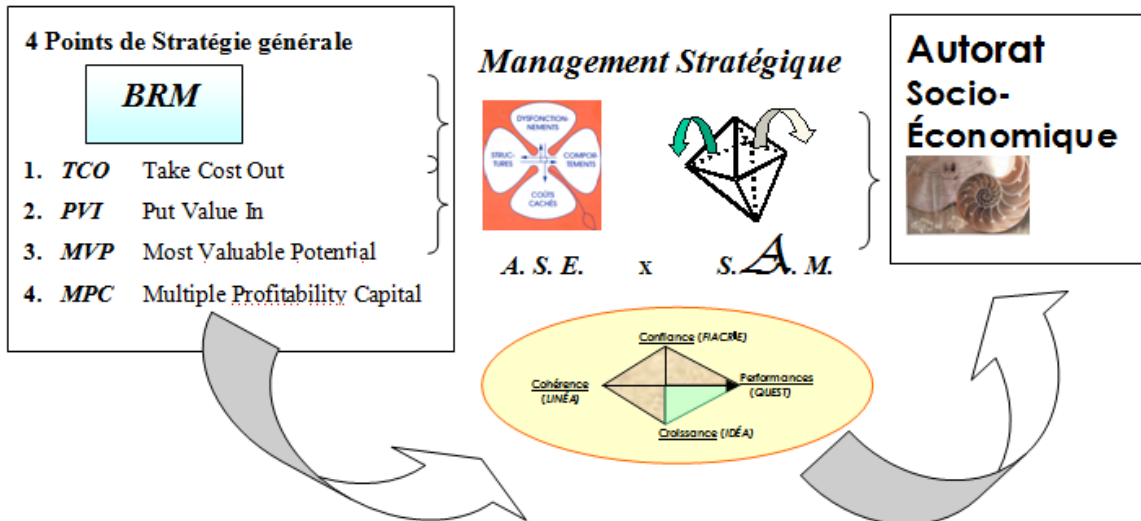 4 Points de Stratégie générale
BRM
1. TCO Take Cost Out
2. PVI Put Value In
3. MVP Most Valuable Potential
4. MPC Multiple Profitability Capital
Management Stratégique
DYSFONCTION-
NEMENTS
STRUC-
TURES
COMPOR-
TEMENTS
COÛTS
CACHÉS
A. S. E. x S. A. M.
Autorat
Socio-
Économique
Confiance (FIACRIE)
Cohérence
(LINÉA)
Performances
(QUEST)
Croissance (IDÉA)